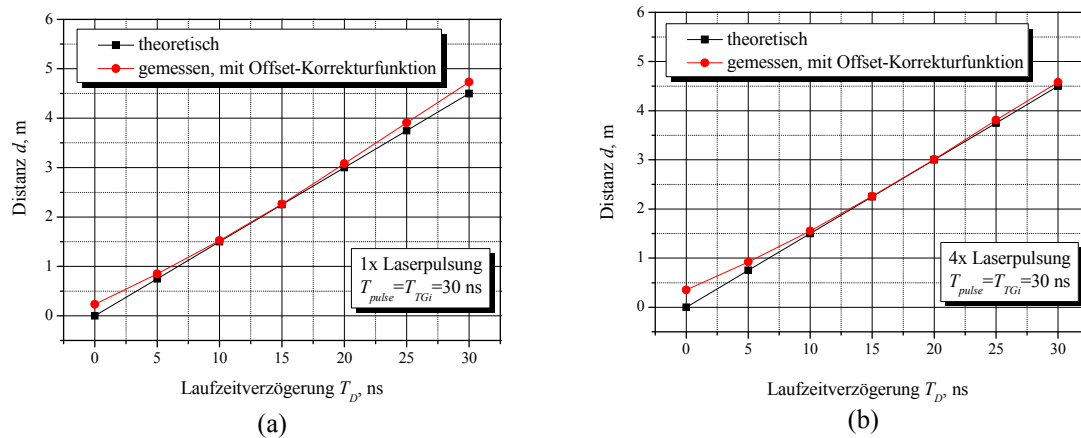 6
5
4
3
2
1
0
Distanz d, m
theoretisch
gemessen, mit Offset-Korrekturfunktion
1x Laserpulsung
T_pulse=T_TGi=30 ns
0 5 10 15 20 25 30
Laufzeitverzögerung T_D, ns
(a)
6
5
4
3
2
1
0
Distanz d, m
theoretisch
gemessen, mit Offset-Korrekturfunktion
4x Laserpulsung
T_pulse=T_TGi=30 ns
0 5 10 15 20 25 30
Laufzeitverzögerung T_D, ns
(b)